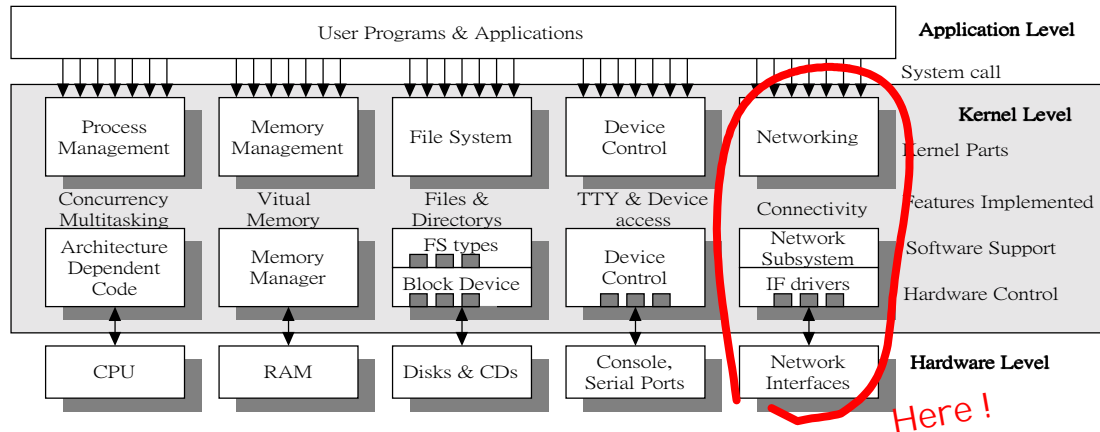 User Programs & Applications
Application Level
System call
Kernel Level
Process
Management
Memory
Management
File System
Device
Control
Networking
Kernel Parts
Concurrency
Multitasking
Vitual
Memory
Files &
Directorys
TTY & Device
access
Connectivity
Features Implemented
Architecture
Dependent
Code
Memory
Manager
FS types
Block Device
Device
Control
Network
Subsystem
IF drivers
Software Support
Hardware Control
CPU
RAM
Disks & CDs
Console,
Serial Ports
Network
Interfaces
Hardware Level
Here !